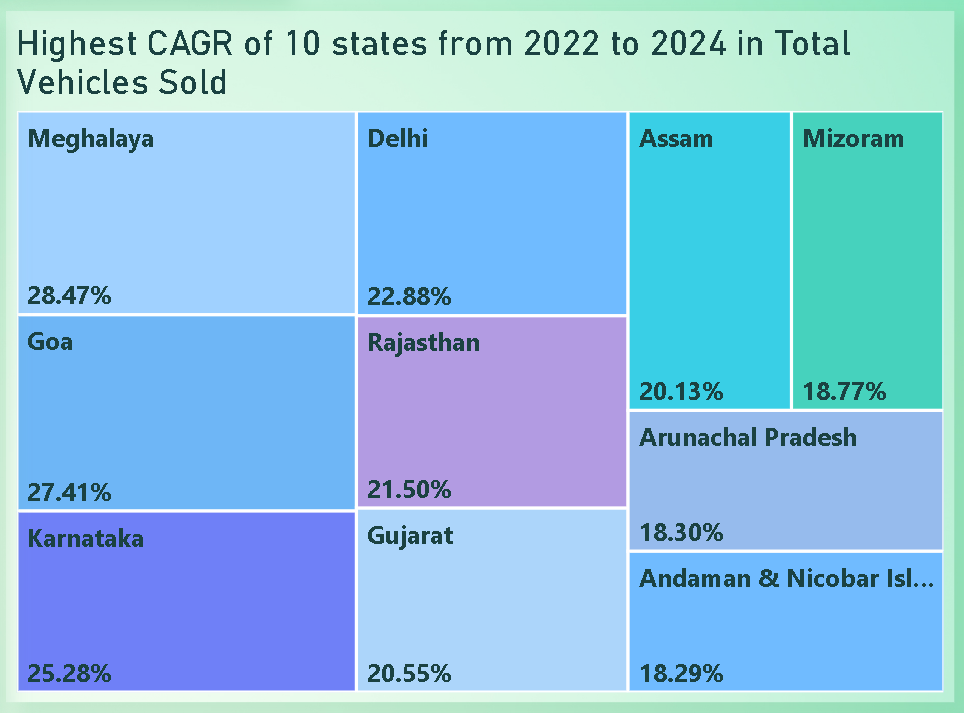 Highest CAGR of 10 states from 2022 to 2024 in Total
Vehicles Sold
Meghalaya
28.47%
Goa
27.41%
Karnataka
25.28%
Delhi
22.88%
Rajasthan
21.50%
Gujarat
20.55%
Assam
20.13%
Mizoram
18.77%
Arunachal Pradesh
18.30%
Andaman & Nicobar Isl...
18.29%